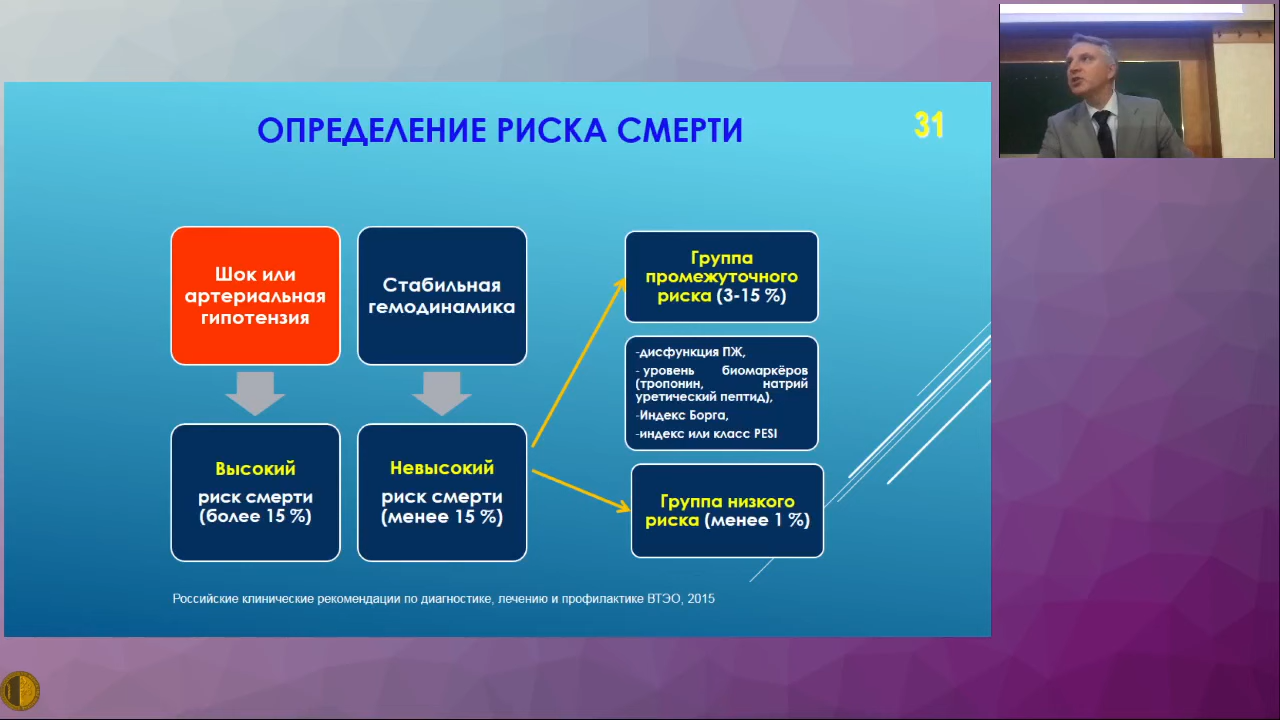 ОПРЕДЕЛЕНИЕ РИСКА СМЕРТИ
31
Шок или
артериальная
гипотензия
Стабильная
гемодинамика
Высокий
риск смерти
(более 15 %)
Невысокий
риск смерти
(менее 15 %)
Группа
промежуточного
риска (3-15 %)
-дисфункция ПЖ,
- уровень биомаркёров
(тропонин, натрий
уретический пептид),
-Индекс Борга,
-индекс или класс PESI
Группа низкого
риска (менее 1 %)
Российские клинические рекомендации по диагностике, лечению и профилактике ВТЭО, 2015